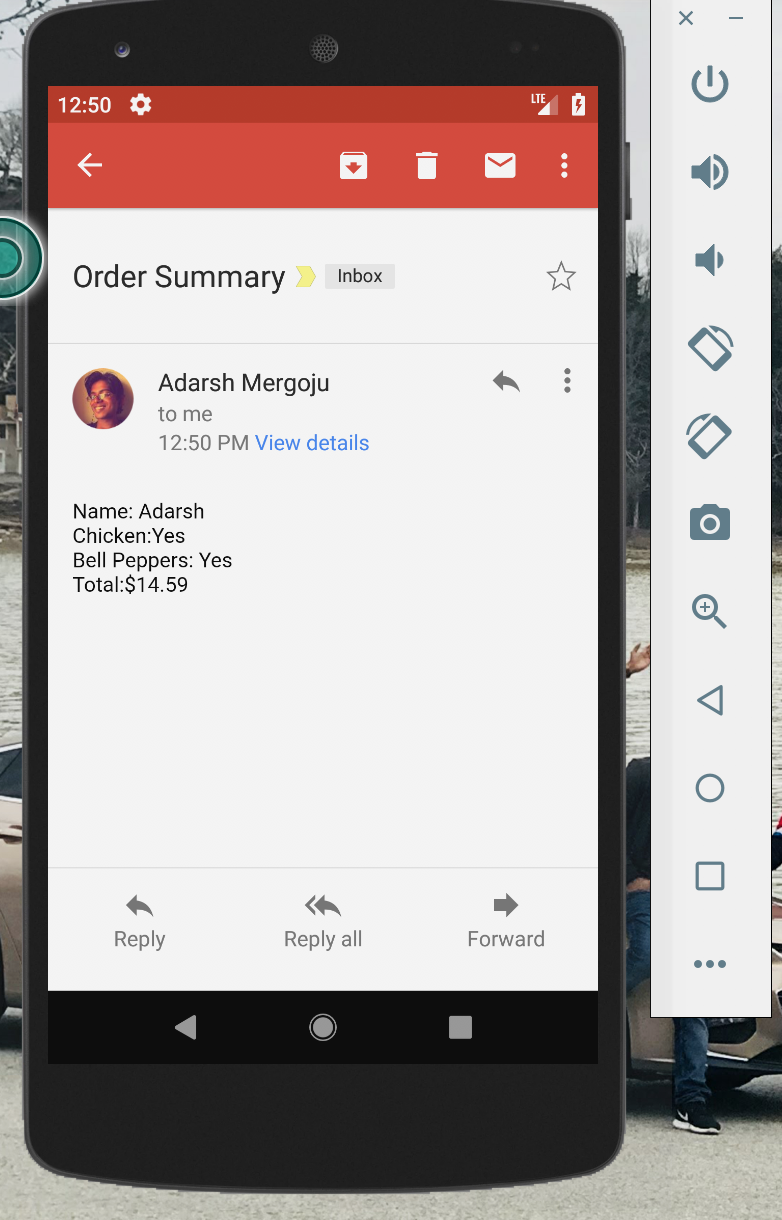 12:50
LTE
Order Summary Inbox
Adarsh Mergoju
to me
12:50 PM View details
Name: Adarsh
Chicken:Yes
Bell Peppers: Yes
Total:$14.59
Reply Reply all Forward